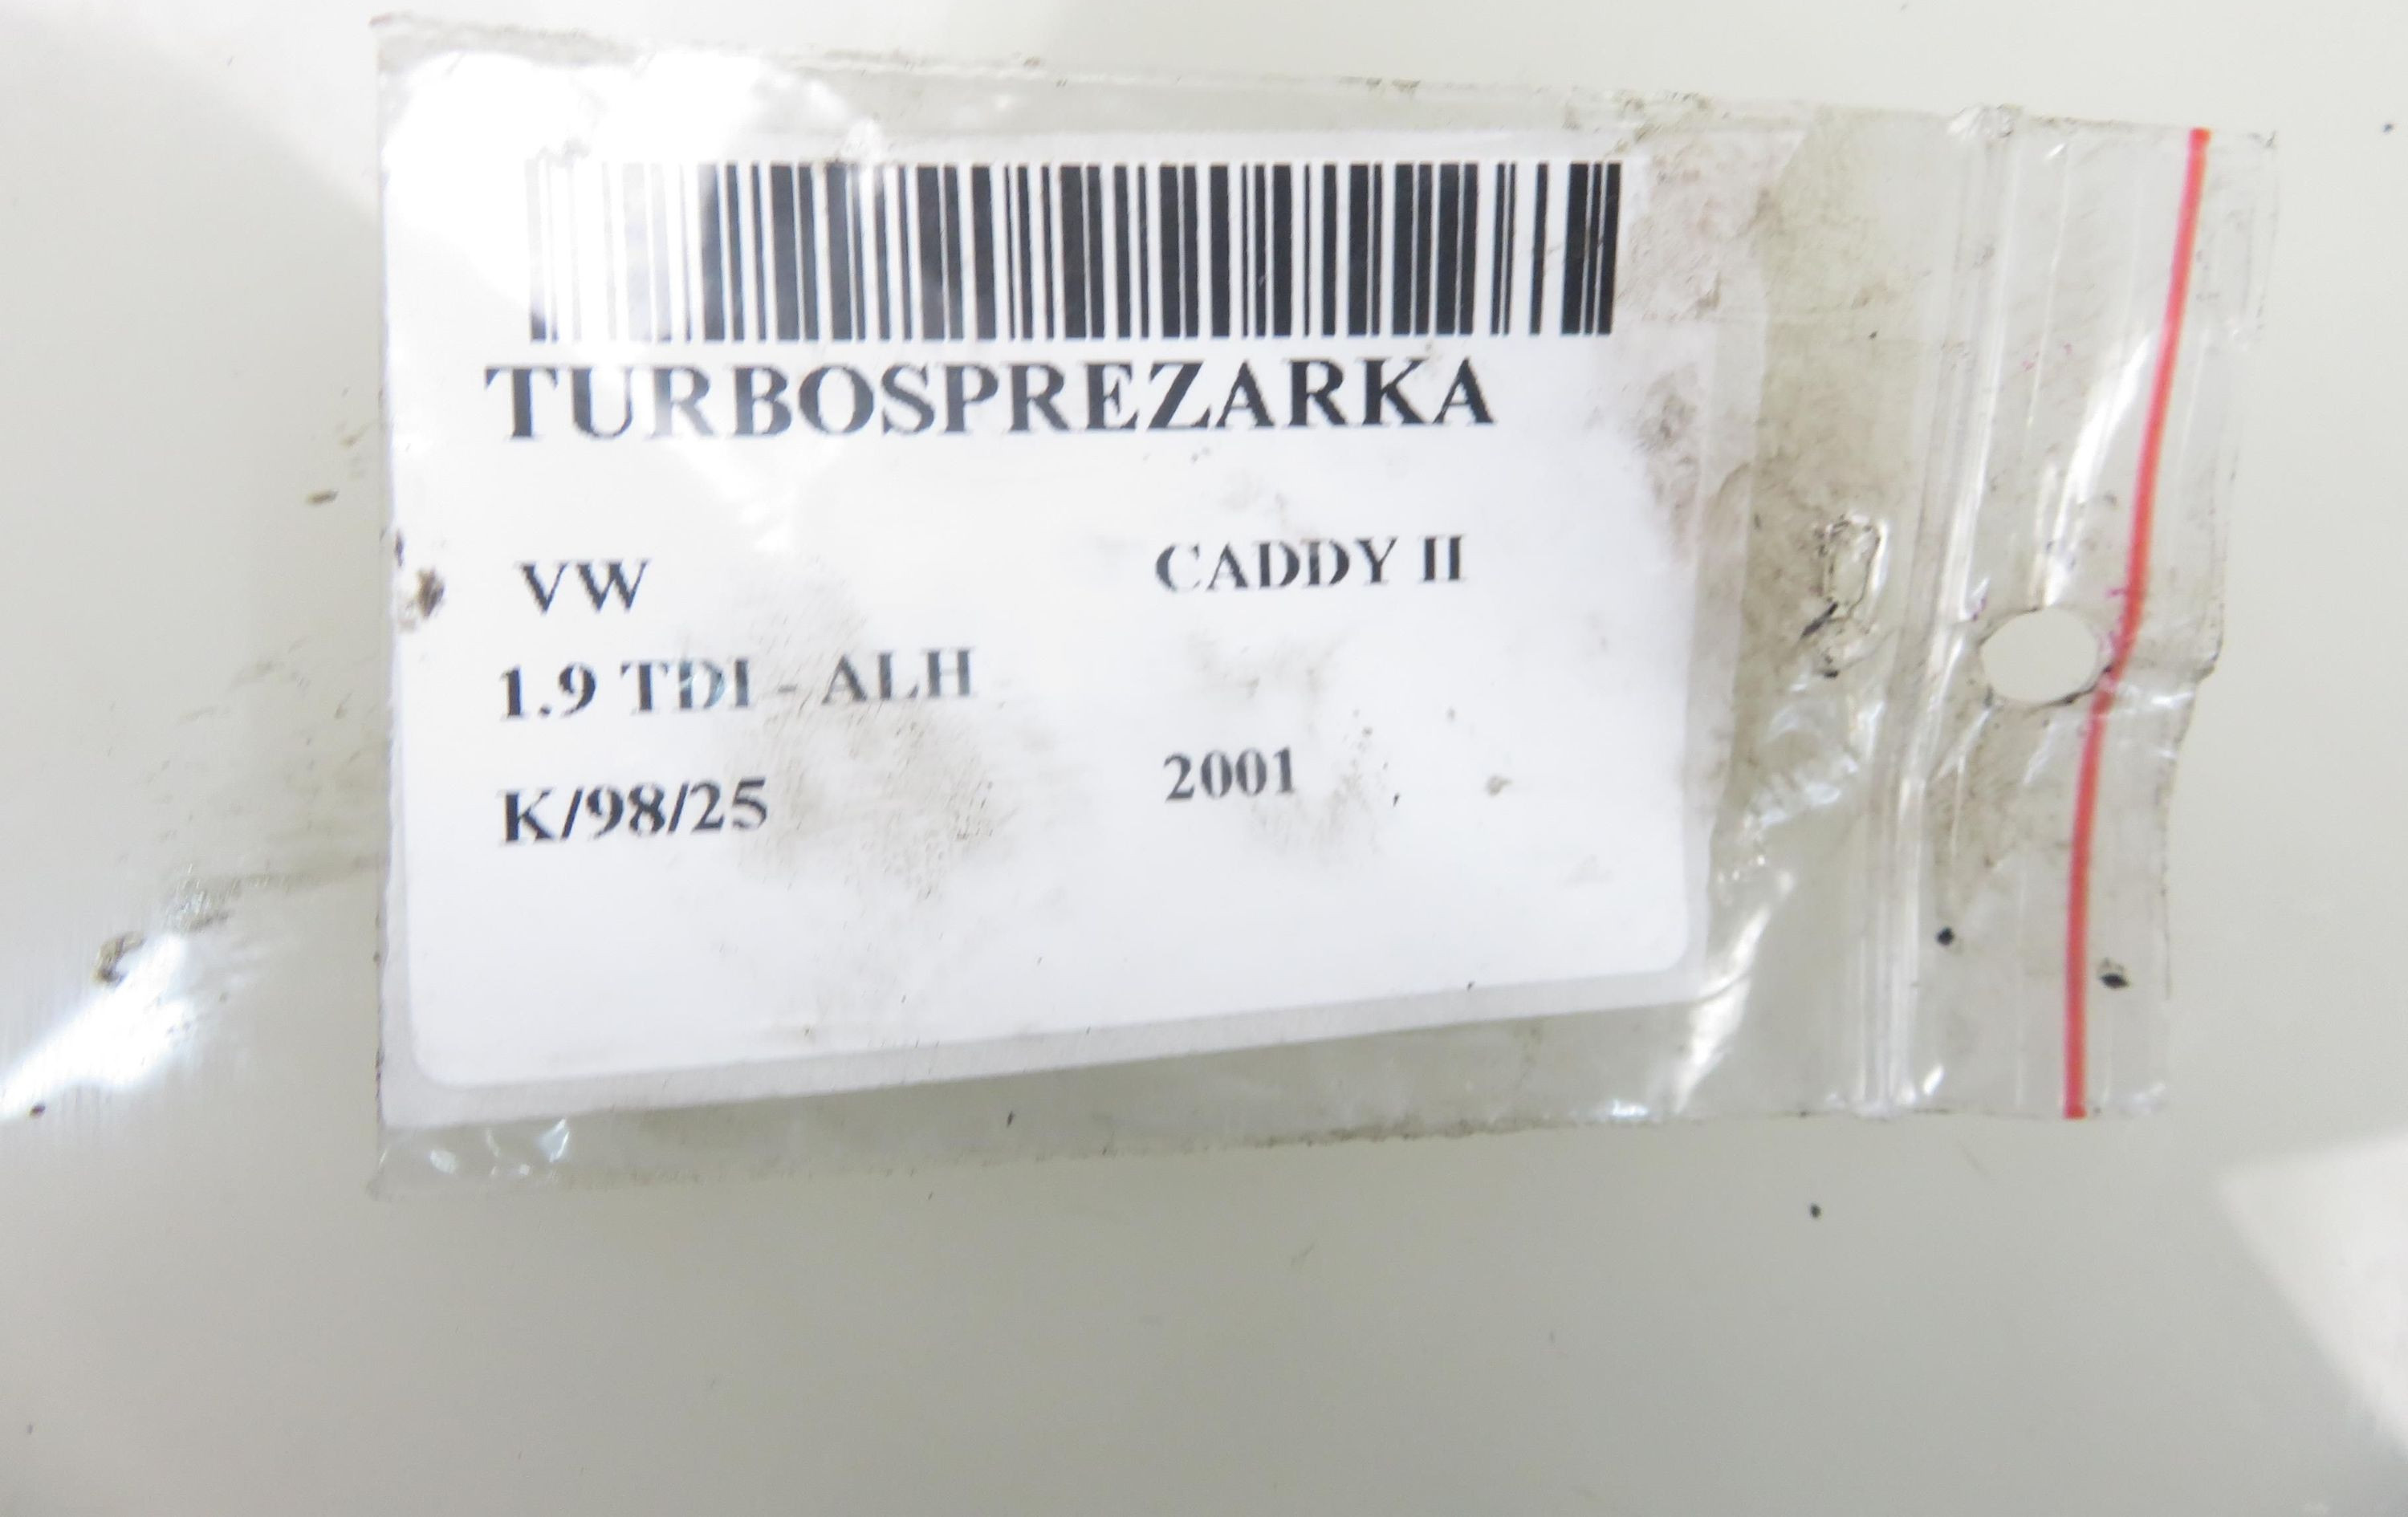 TURBOSPREZARKA
VW CADDY II
1.9 TDI - ALH
K/98/25 2001